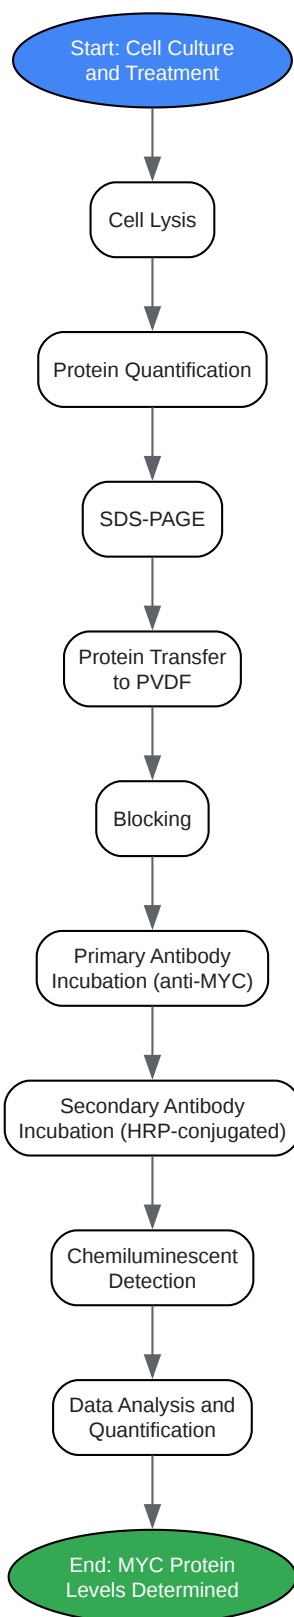 Start: Cell Culture
and Treatment
Cell Lysis
Protein Quantification
SDS-PAGE
Protein Transfer
to PVDF
Blocking
Primary Antibody
Incubation (anti-MYC)
Secondary Antibody
Incubation (HRP-conjugated)
Chemiluminescent
Detection
Data Analysis and
Quantification
End: MYC Protein
Levels Determined